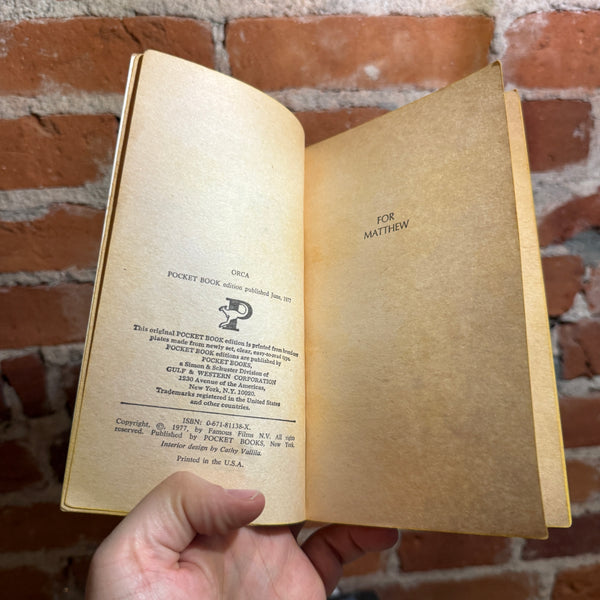 ORCA
POCKET BOOK edition published June, 1977
P
This original POCKET BOOK edition is printed from brand-new
plates made from newly set, clear, easy-to-read type.
POCKET BOOK editions are published by
POCKET BOOKS,
a Simon & Schuster Division of
GULF & WESTERN CORPORATION
1230 Avenue of the Americas,
New York, N.Y. 10020.
Trademarks registered in the United States
and other countries.
ISBN: 0-671-81138-X.
Copyright, ©, 1977, by Famous Films N.V. All rights
reserved. Published by POCKET BOOKS, New York
Interior design by Cathy Vallila.
Printed in the U.S.A.
FOR
MATTHEW